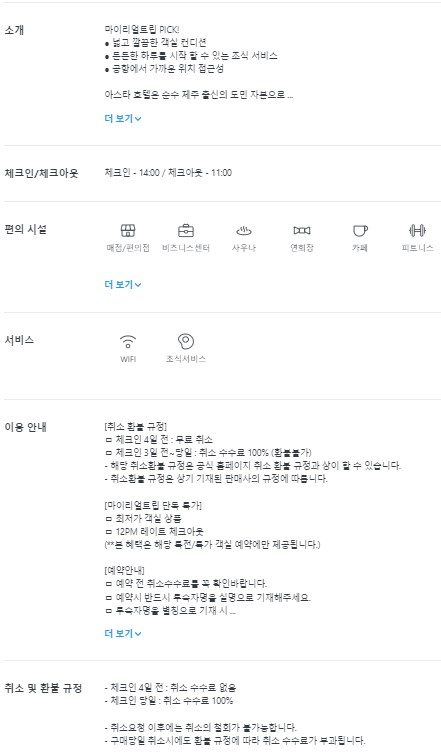 소개
마이리얼트립 PICK!
● 넓고 깔끔한 객실 컨디션
● 든든한 하루를 시작 할 수 있는 조식 서비스
● 공항에서 가까운 위치 접근성
아스타 호텔은 순수 제주 출신의 도민 자본으로 ...
더 보기
체크인/체크아웃
체크인 - 14:00 / 체크아웃 - 11:00
편의 시설
매점/편의점 비즈니스센터 사우나 연회장 카페 피트니스
더 보기
서비스
WIFI 조식서비스
이용 안내
[취소 환불 규정]
ㅁ 체크인 4일 전 : 무료 취소
ㅁ 체크인 3일 전~당일 : 취소 수수료 100% (환불불가)
- 해당 취소환불 규정은 공식 홈페이지 취소 환불 규정과 상이 할 수 있습니다.
- 취소환불 규정은 상기 기재된 판매사의 규정에 따릅니다.
[마이리얼트립 단독 특가]
ㅁ 최저가 객실 상품
ㅁ 12PM 레이트 체크아웃
(**본 혜택은 해당 특전/특가 객실 예약에만 제공됩니다.)
[예약안내]
ㅁ 예약 전 취소수수료를 꼭 확인바랍니다.
ㅁ 예약시 반드시 투숙자명을 실명으로 기재해주세요.
ㅁ 투숙자명을 별칭으로 기재 시 ...
더 보기
취소 및 환불 규정
- 체크인 4일 전 : 취소 수수료 없음
- 체크인 당일 : 취소 수수료 100%
- 취소요청 이후에는 취소의 철회가 불가능합니다.
- 구매당일 취소시에도 환불 규정에 따라 취소 수수료가 부과됩니다.